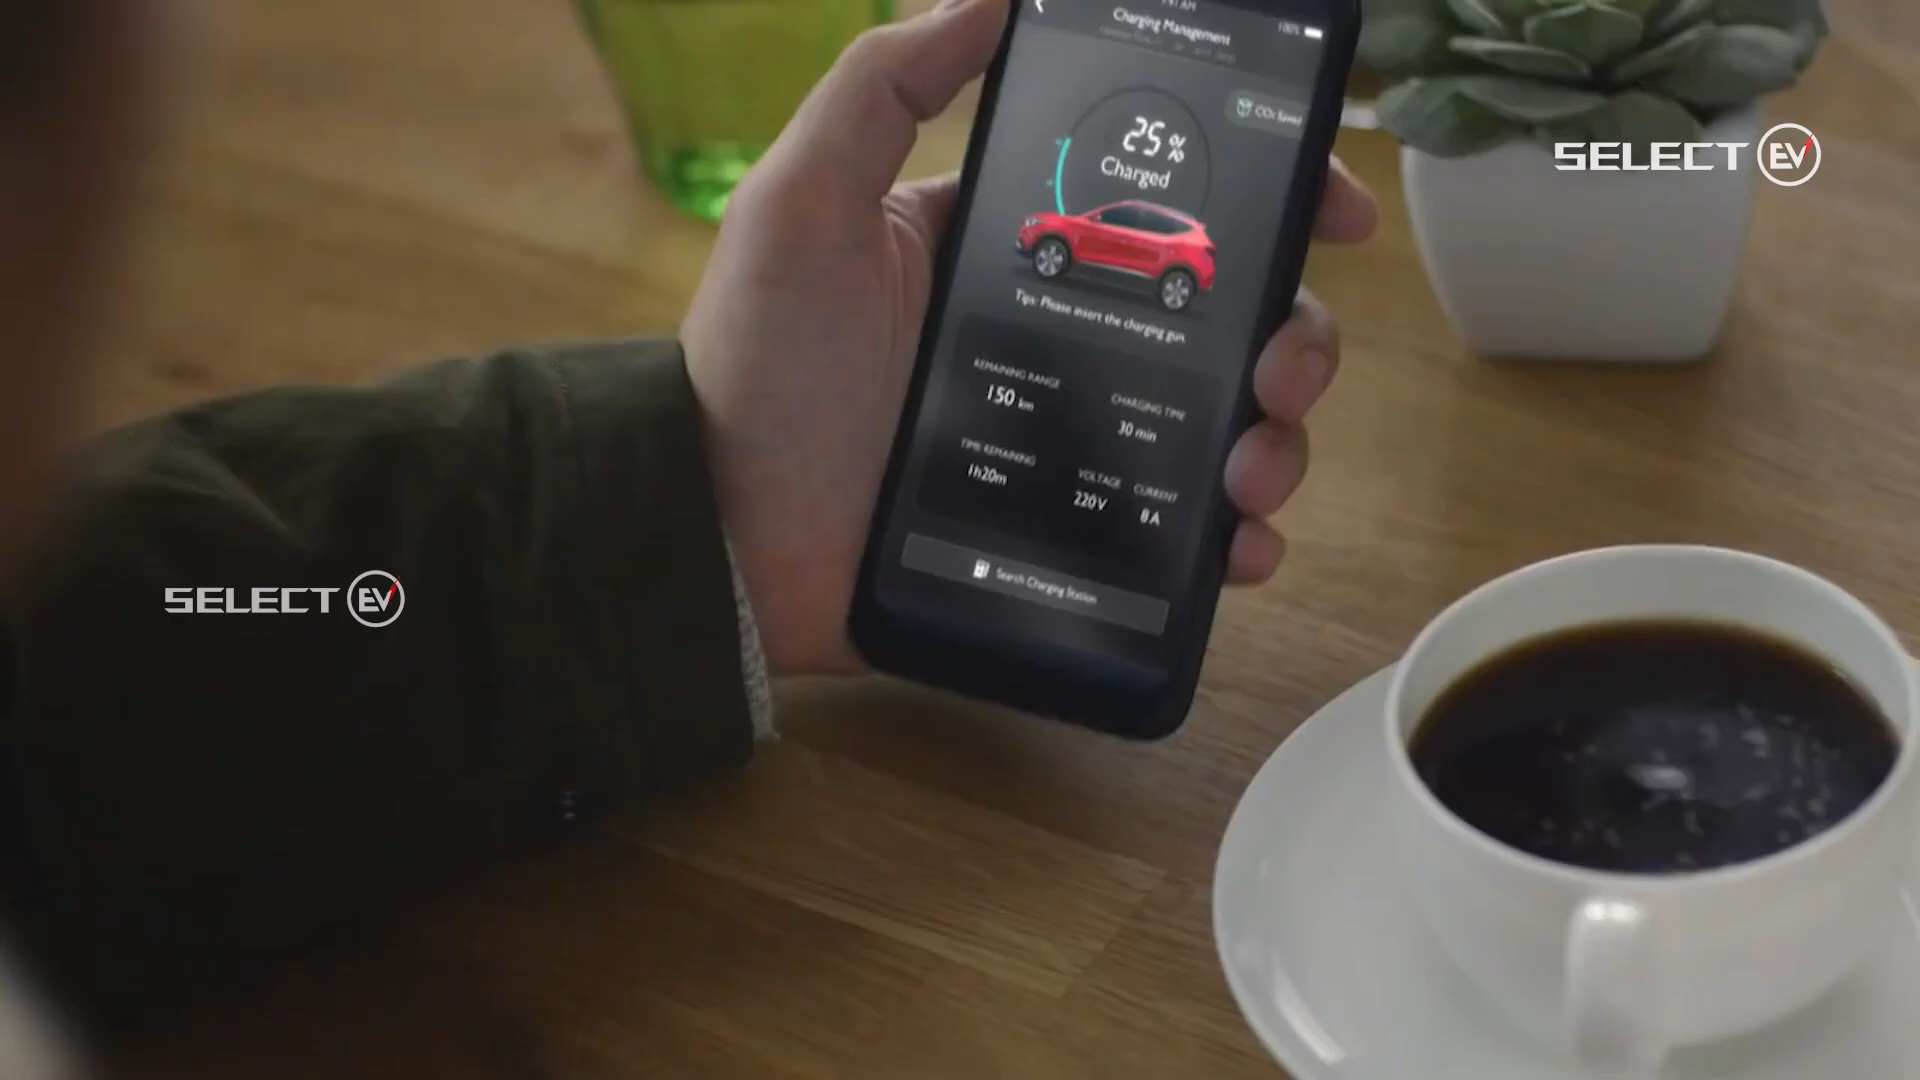 Charging Management
100%
CO₂ Saved
25 %
Charged
Tips: Please insert the charging gun
REMAINING RANGE
150 km
CHARGING TIME
30 min
TIME REMAINING
1h20m
VOLTAGE
220V
CURRENT
8 A
Search Charging Station
SELECT EV
SELECT EV